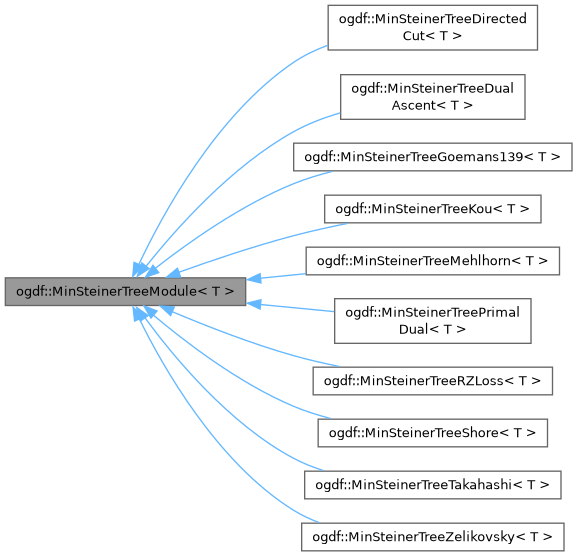 ogdf::MinSteinerTreeDirected
Cut< T >
ogdf::MinSteinerTreeDual
Ascent< T >
ogdf::MinSteinerTreeGoemans139< T >
ogdf::MinSteinerTreeKou< T >
ogdf::MinSteinerTreeMehlhorn< T >
ogdf::MinSteinerTreeModule< T >
ogdf::MinSteinerTreePrimal
Dual< T >
ogdf::MinSteinerTreeRZLoss< T >
ogdf::MinSteinerTreeShore< T >
ogdf::MinSteinerTreeTakahashi< T >
ogdf::MinSteinerTreeZelikovsky< T >